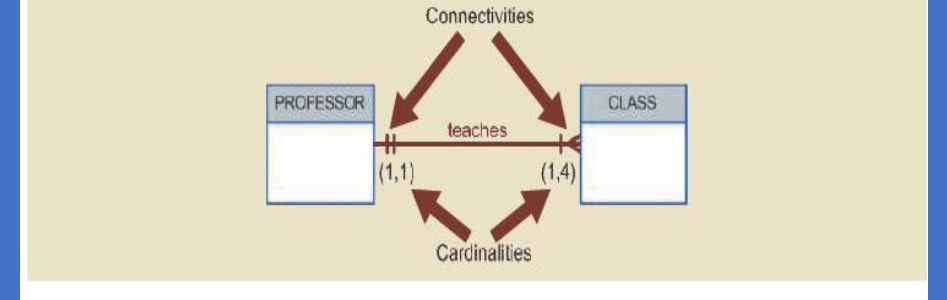 Connectivities
PROFESSOR
CLASS
teaches
(1,1)
(1,4)
Cardinalities